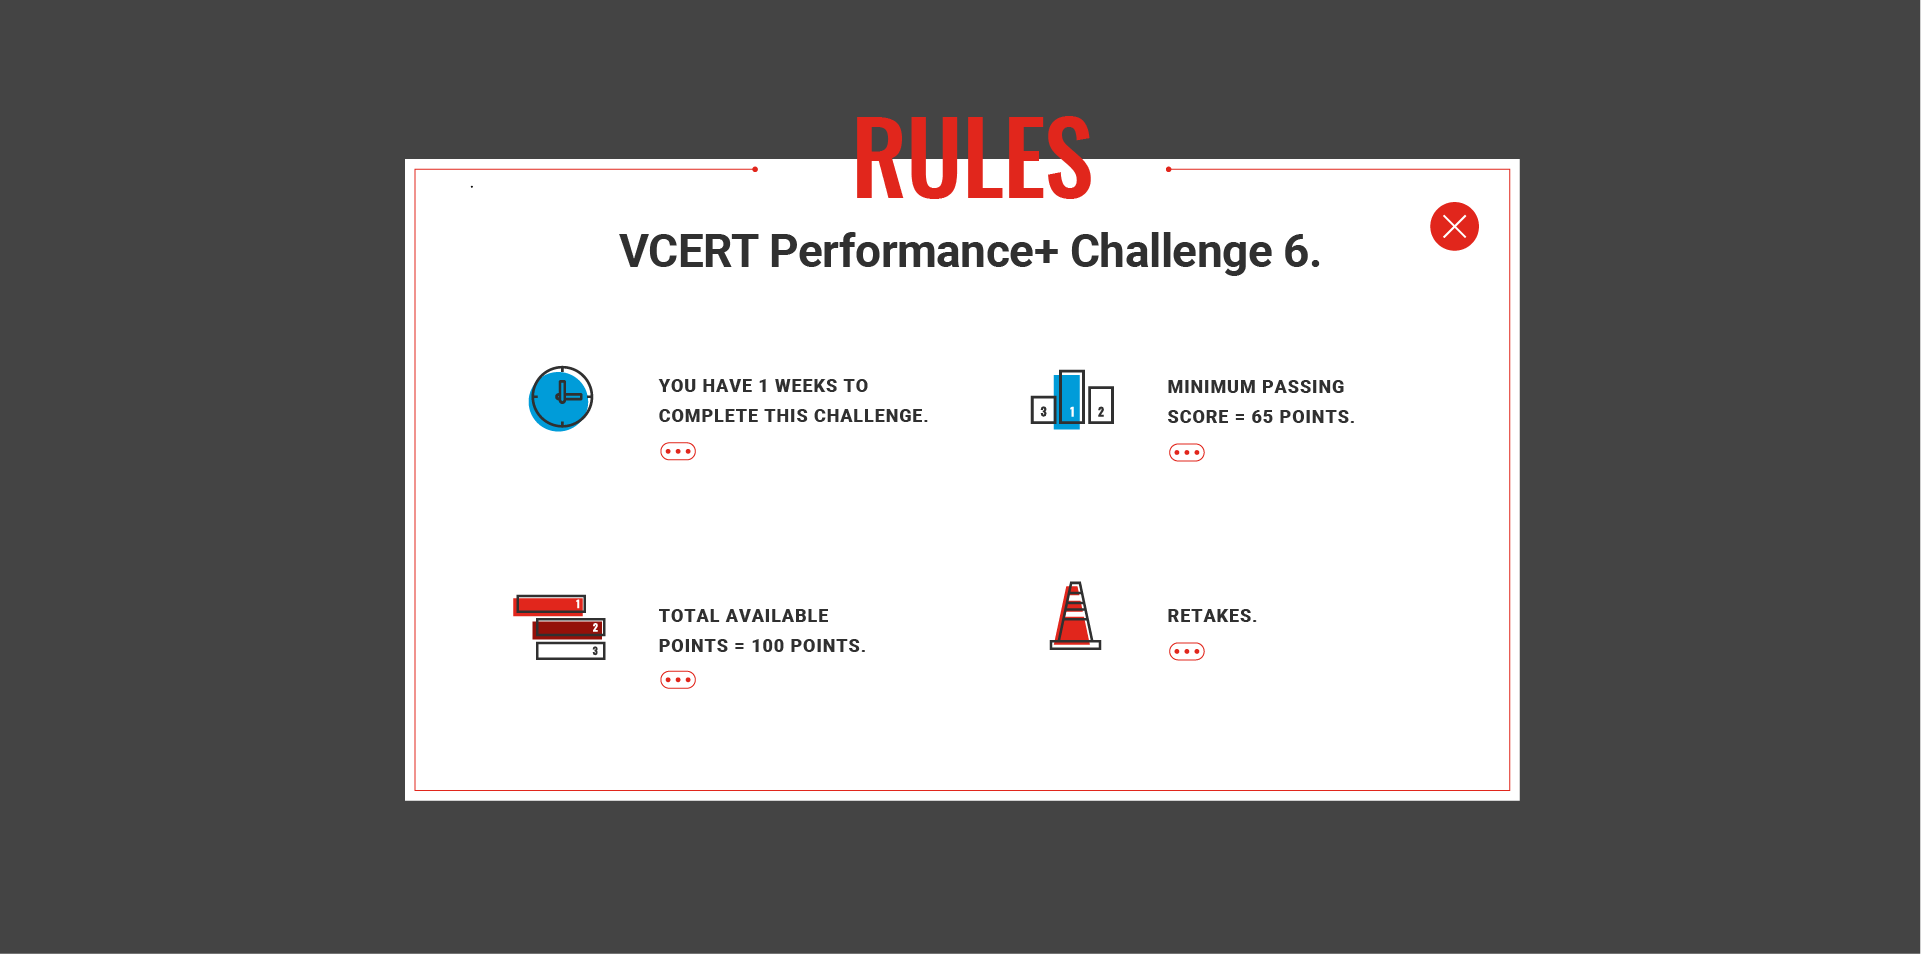 RULES
VCERT Performance+ Challenge 6.
YOU HAVE 1 WEEKS TO
COMPLETE THIS CHALLENGE.
3 1 2
MINIMUM PASSING
SCORE = 65 POINTS.
1
2
3
TOTAL AVAILABLE
POINTS = 100 POINTS.
RETAKES.